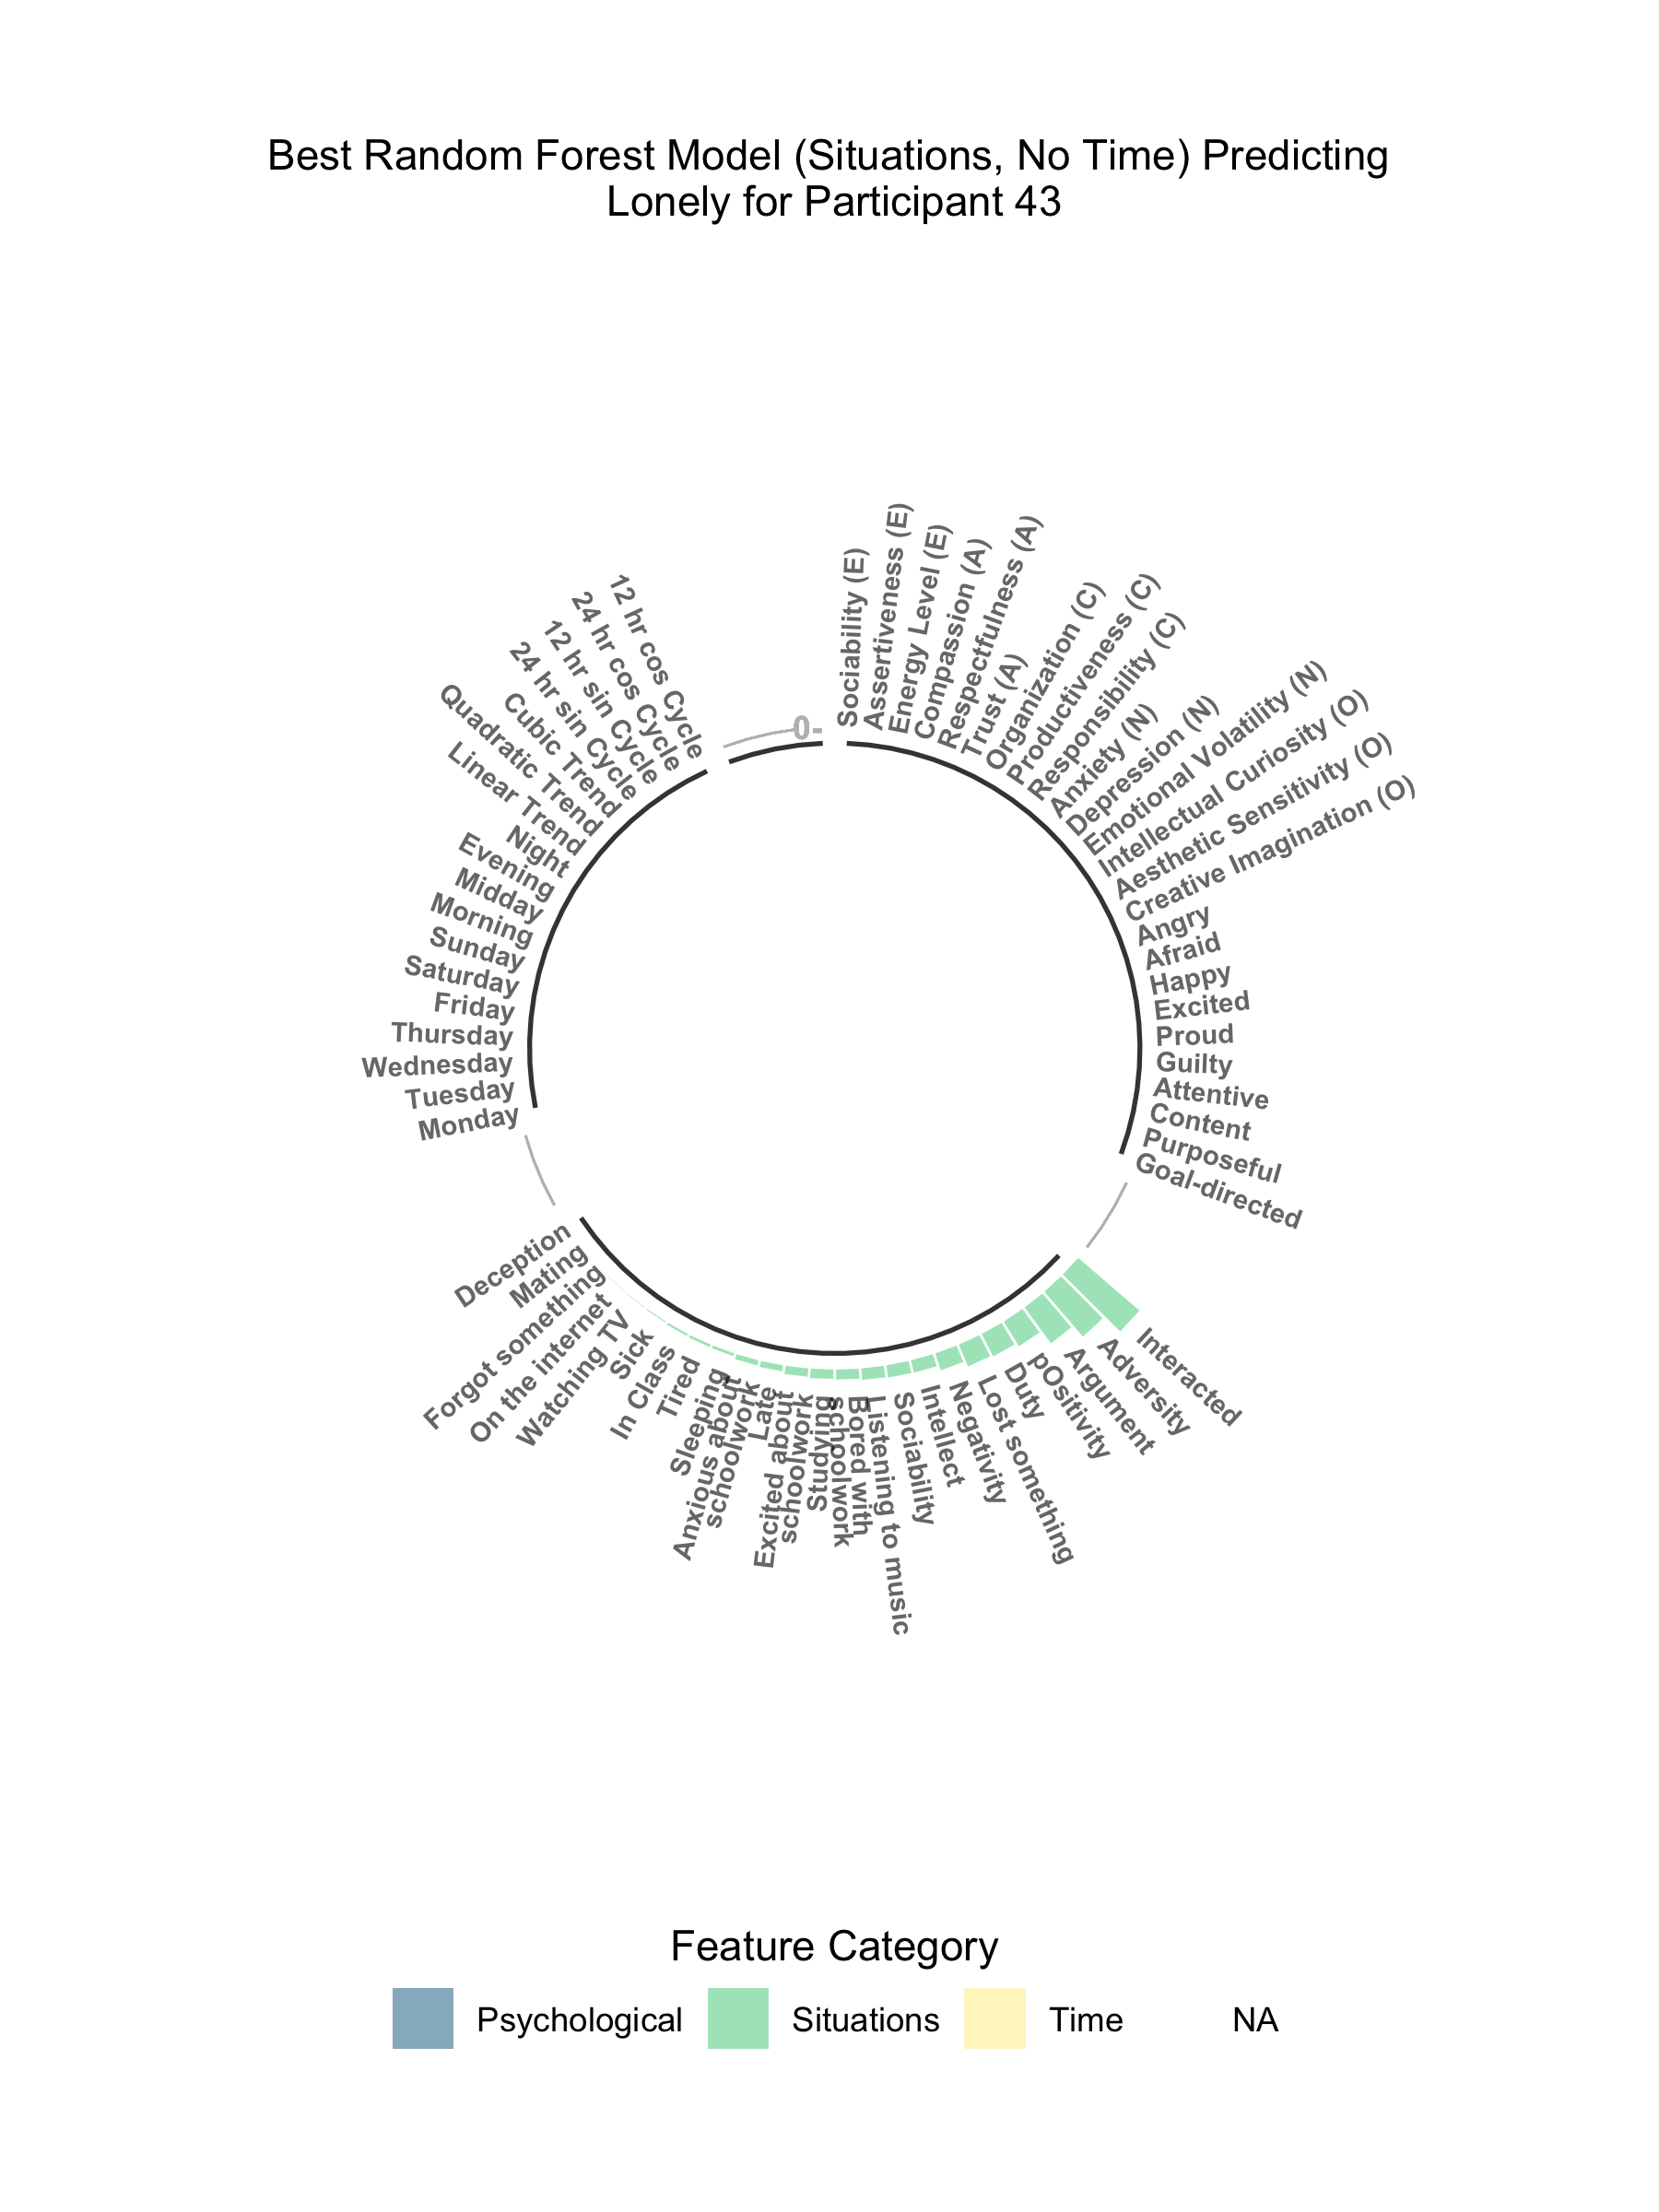 Best Random Forest Model (Situations, No Time) Predicting
Lonely for Participant 43
Sociability (E)
Assertiveness (E)
Energy Level (E)
Compassion (A)
Respectfulness (A)
Trust (A)
Organization (C)
Productiveness (C)
Responsibility (C)
Anxiety (N)
Depression (N)
Emotional Volatility (N)
Intellectual Curiosity (O)
Aesthetic Sensitivity (O)
Creative Imagination (O)
Angry
Afraid
Happy
Excited
Proud
Guilty
Attentive
Content
Purposeful
Goal-directed
Interacted
Adversity
Argument
pOsitivity
Duty
Lost something
Negativity
Intellect
Sociability
Listening to music
Bored with
schoolwork
Studying
Excited about
schoolwork
Late
Anxious about
schoolwork
Sleeping
Tired
In Class
Sick
Watching TV
On the internet
Forgot something
Mating
Deception
Monday
Tuesday
Wednesday
Thursday
Friday
Saturday
Sunday
Morning
Midday
Evening
Night
Linear Trend
Quadratic Trend
Cubic Trend
24 hr sin Cycle
12 hr sin Cycle
24 hr cos Cycle
12 hr cos Cycle
0-
Feature Category
Psychological
Situations
Time
NA